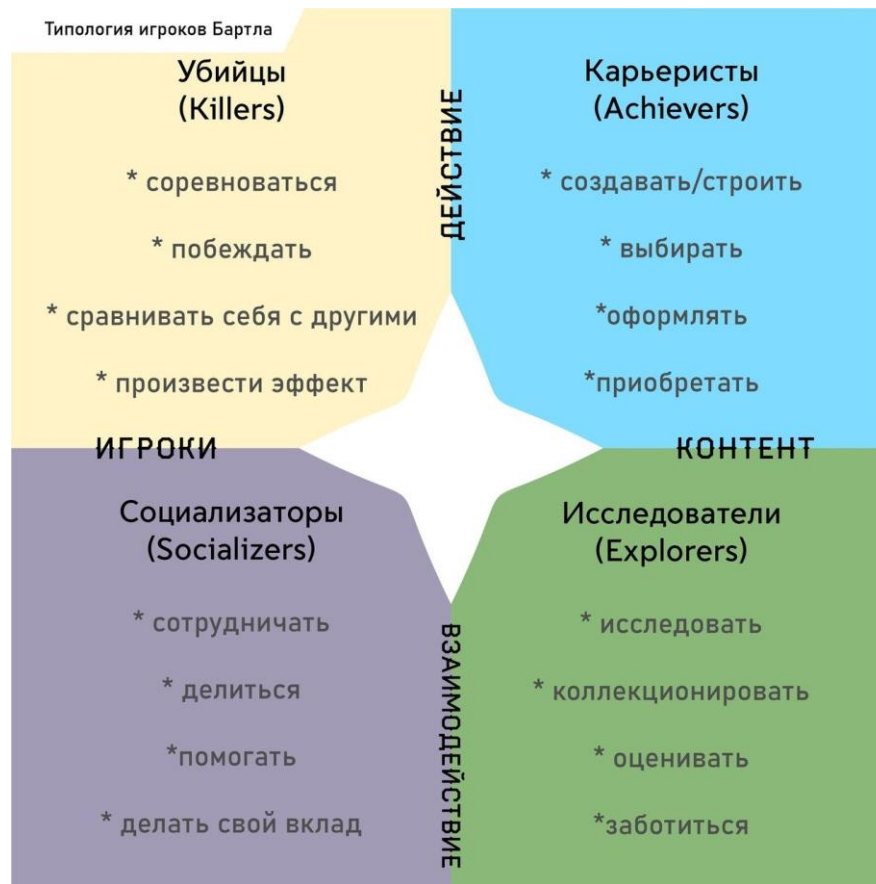 Типология игроков Бартла
Убийцы
(Killers)
* соревноваться
* побеждать
* сравнивать себя с другими
* произвести эффект
ДЕЙСТВИЕ
Карьеристы
(Achievers)
* создавать/строить
* выбирать
*оформлять
*приобретать
ИГРОКИ
КОНТЕНТ
Социализаторы
(Socializers)
* сотрудничать
* делиться
*помогать
* делать свой вклад
ВЗАИМОДЕЙСТВИЕ
Исследователи
(Explorers)
* исследовать
* коллекционировать
* оценивать
*заботиться